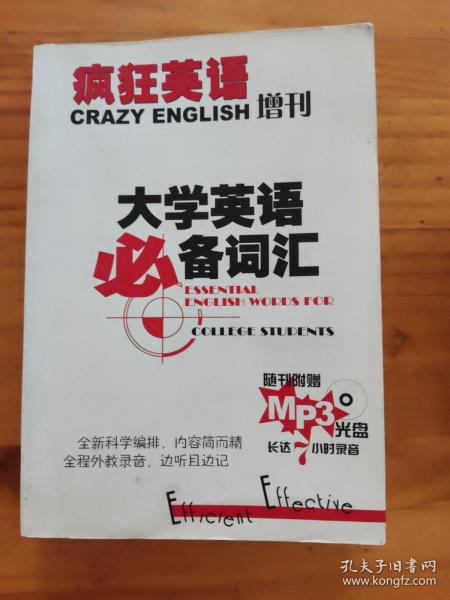 疯狂英语
CRAZY ENGLISH 增刊
大学英语
必备词汇
ESSENTIAL
ENGLISH WORDS FOR
COLLEGE STUDENTS
随刊附赠
MP3光盘
长达7小时录音
全新科学编排，内容简而精
全程外教录音，边听且边记
Efficient Effective
孔夫子旧书网
www.kongfz.com